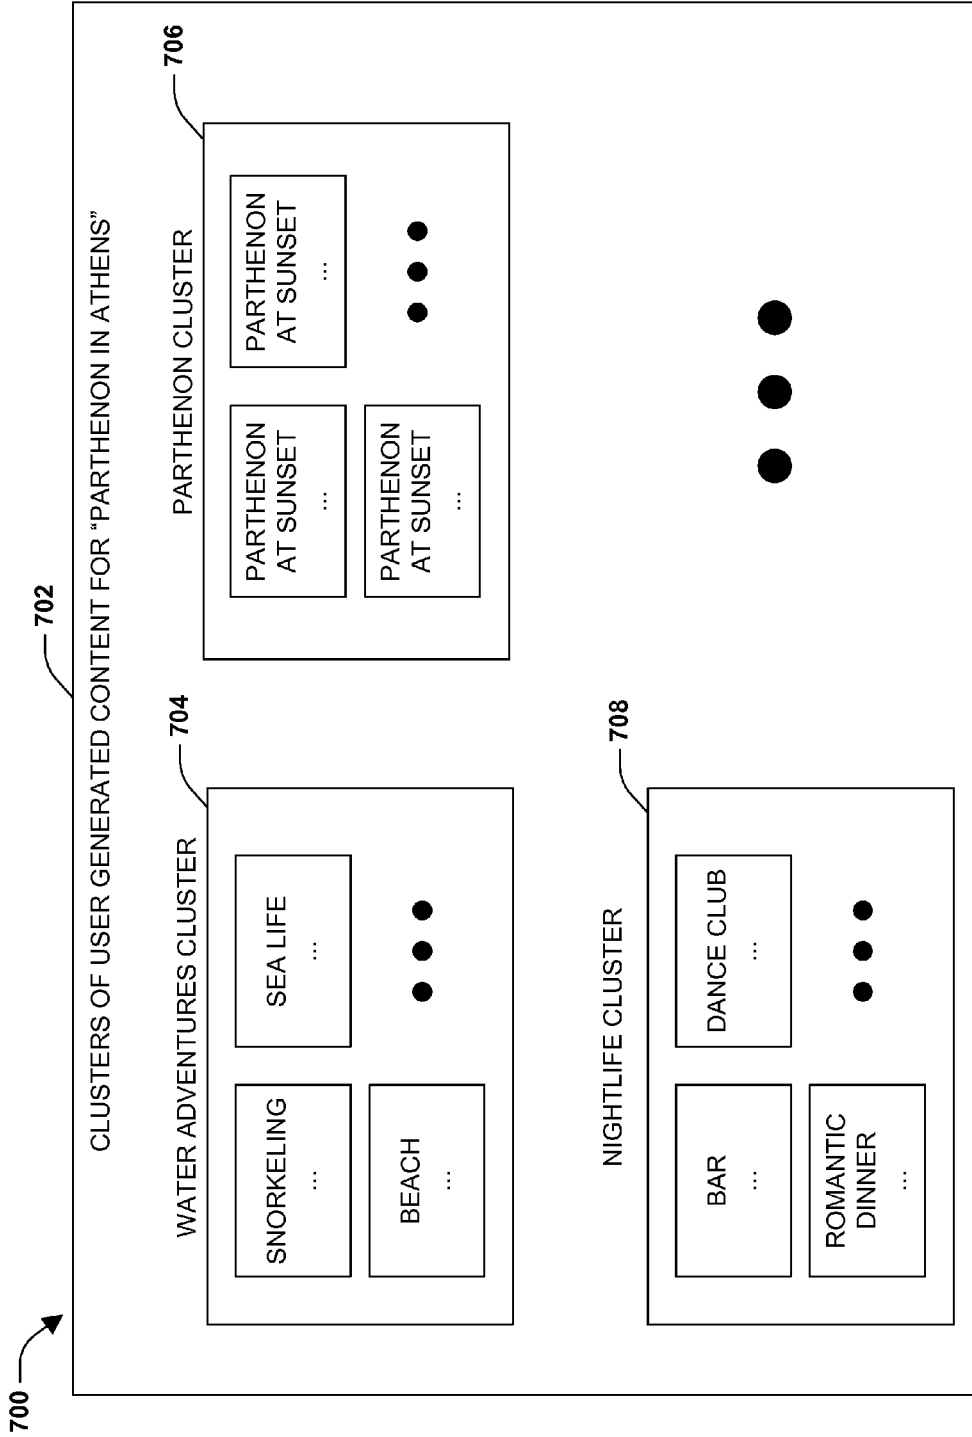 700
702
CLUSTERS OF USER GENERATED CONTENT FOR “PARTHENON IN ATHENS”
WATER ADVENTURES CLUSTER
704
SNORKELING
...
SEA LIFE
...
BEACH
...
PARTHENON CLUSTER
706
PARTHENON
AT SUNSET
...
PARTHENON
AT SUNSET
...
PARTHENON
AT SUNSET
...
NIGHTLIFE CLUSTER
708
BAR
...
DANCE CLUB
...
ROMANTIC
DINNER
...